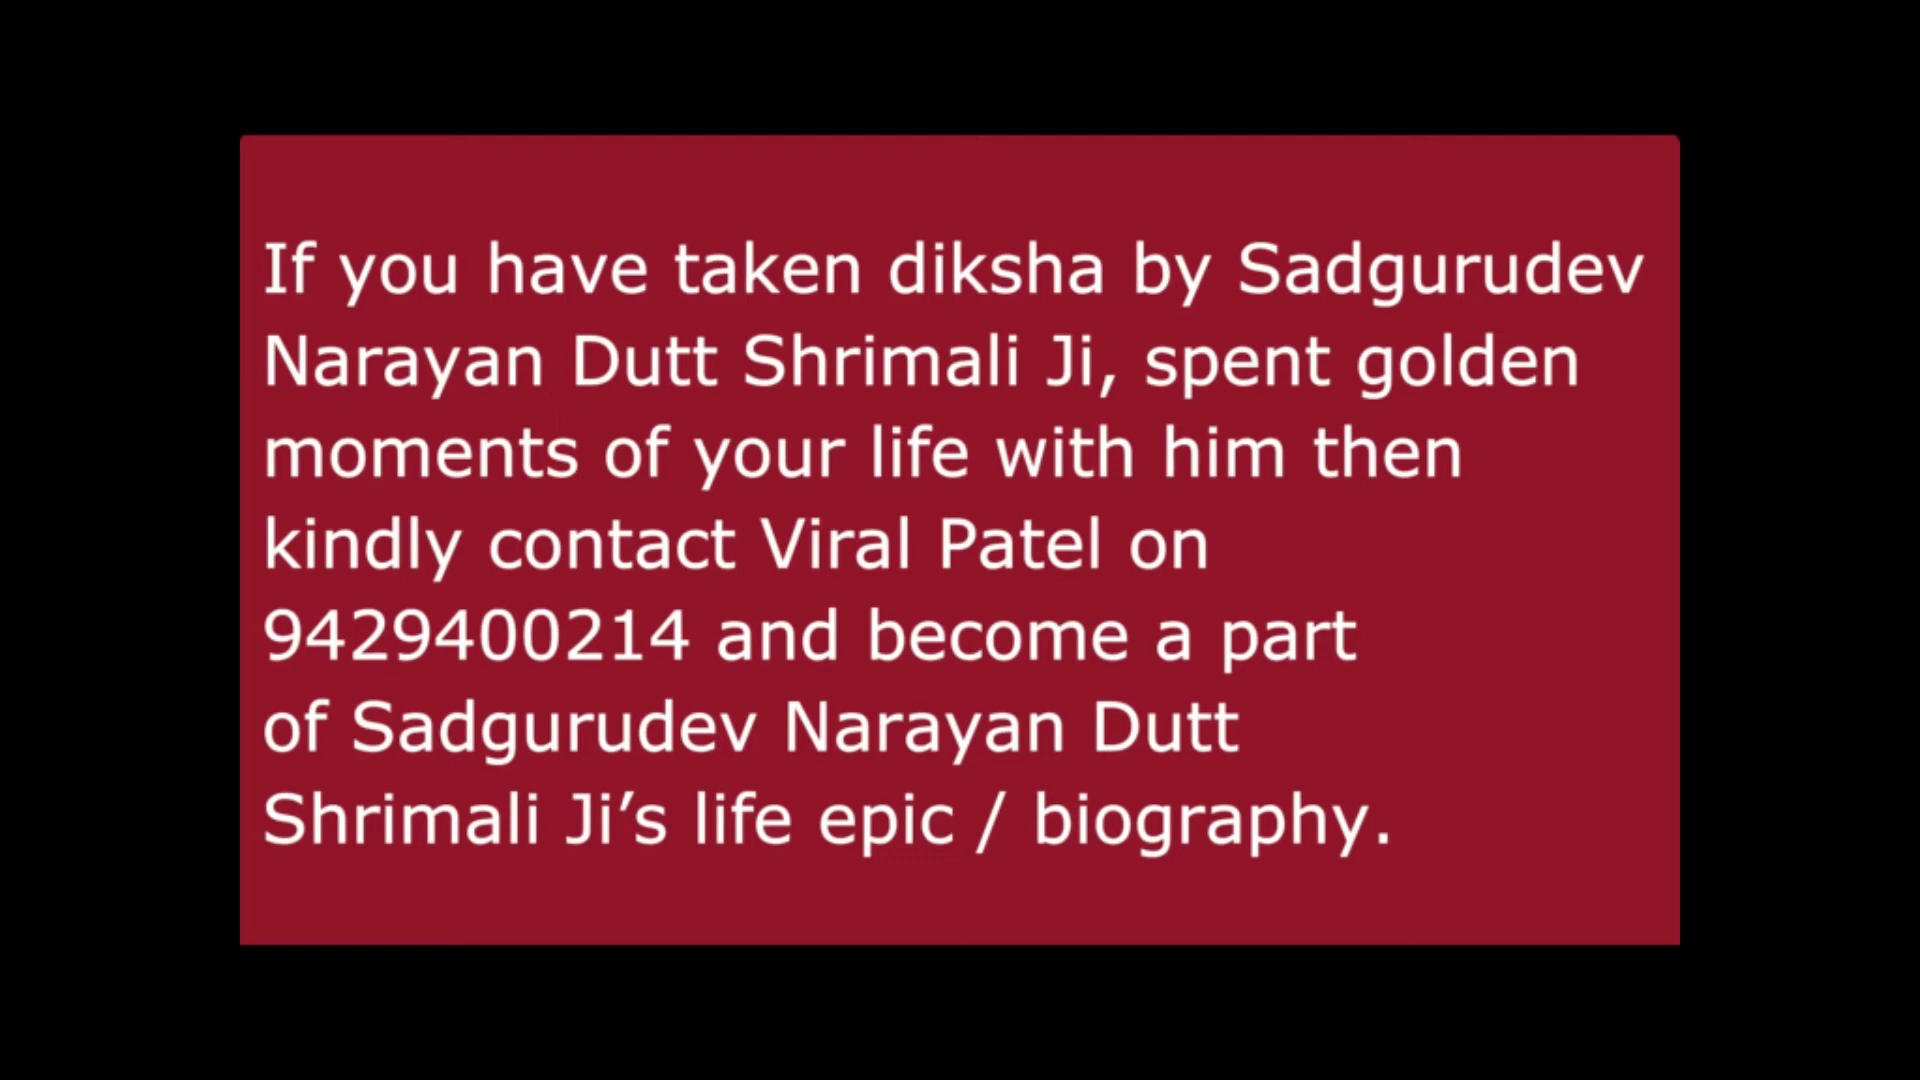 If you have taken diksha by Sadgurudev
Narayan Dutt Shrimali Ji, spent golden
moments of your life with him then
kindly contact Viral Patel on
9429400214 and become a part
of Sadgurudev Narayan Dutt
Shrimali Ji’s life epic / biography.